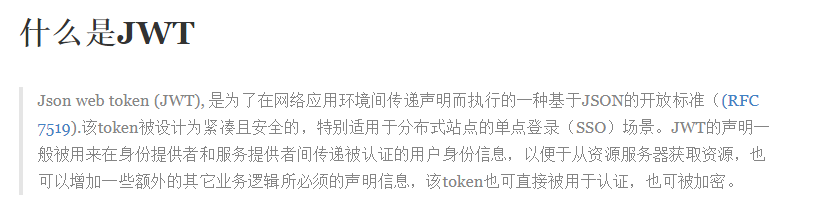 什么是JWT
Json web token (JWT), 是为了在网络应用环境间传递声明而执行的一种基于JSON的开放标准（(RFC
7519).该token被设计为紧凑且安全的，特别适用于分布式站点的单点登录（SSO）场景。JWT的声明一
般被用来在身份提供者和服务提供者间传递被认证的用户身份信息，以便于从资源服务器获取资源，也
可以增加一些额外的其它业务逻辑所必须的声明信息，该token也可直接被用于认证，也可被加密。